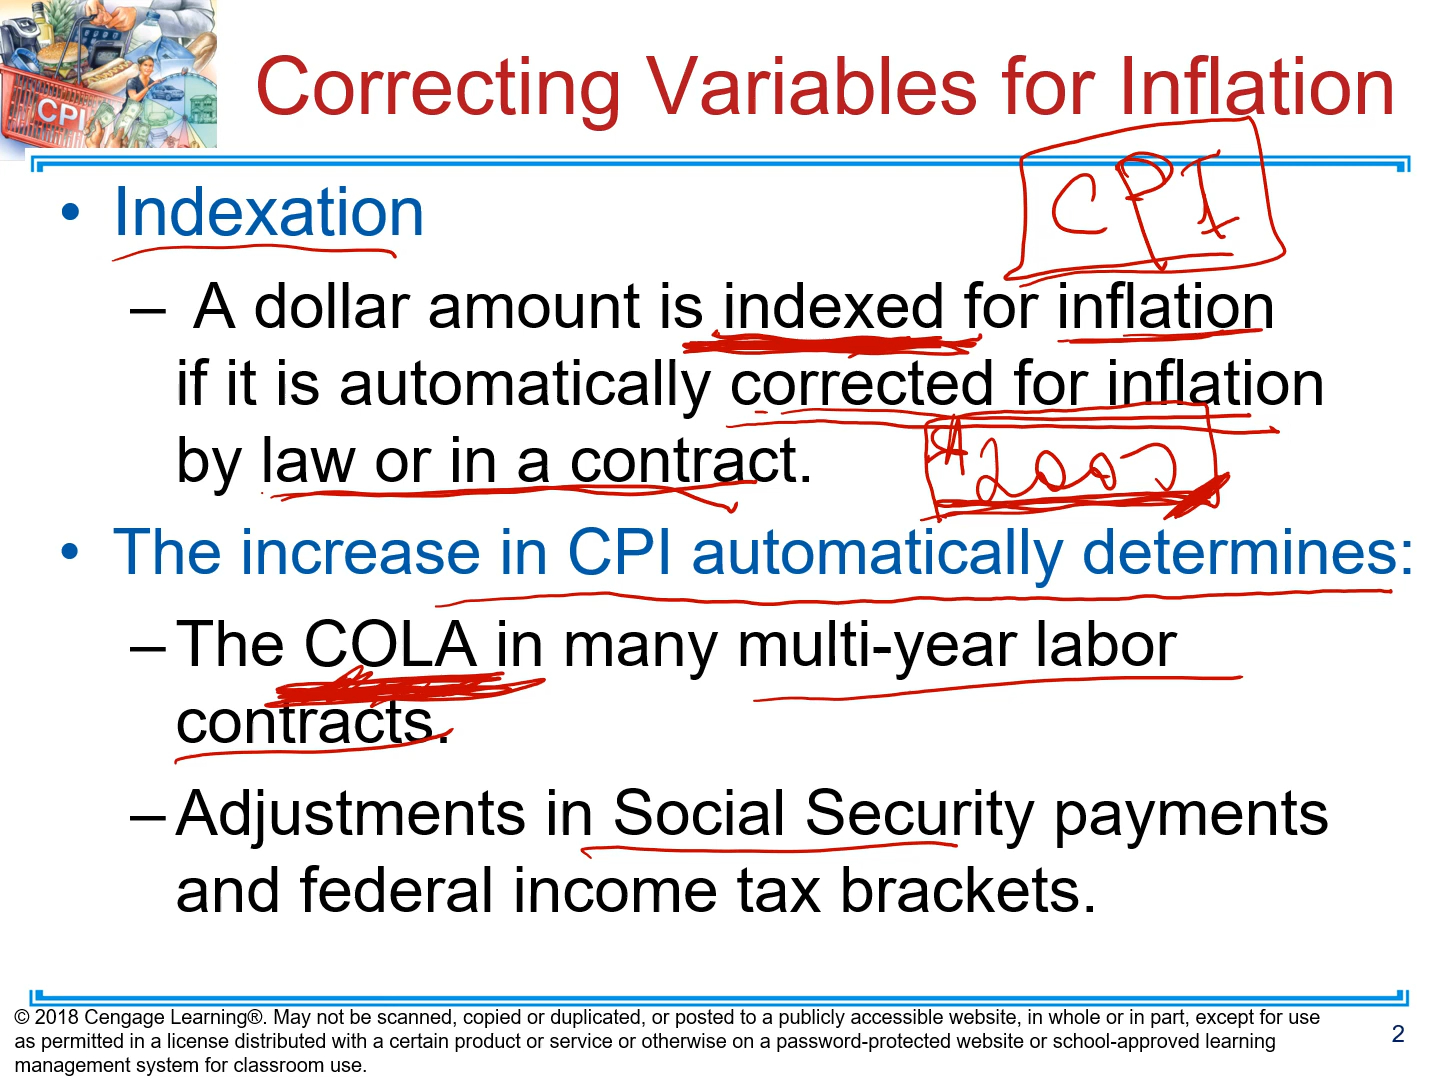 CPI
Correcting Variables for Inflation
CPI
• Indexation
– A dollar amount is indexed for inflation
if it is automatically corrected for inflation
by law or in a contract.
• The increase in CPI automatically determines:
– The COLA in many multi-year labor
contracts.
– Adjustments in Social Security payments
and federal income tax brackets.
© 2018 Cengage Learning®. May not be scanned, copied or duplicated, or posted to a publicly accessible website, in whole or in part, except for use
as permitted in a license distributed with a certain product or service or otherwise on a password-protected website or school-approved learning
management system for classroom use.
2